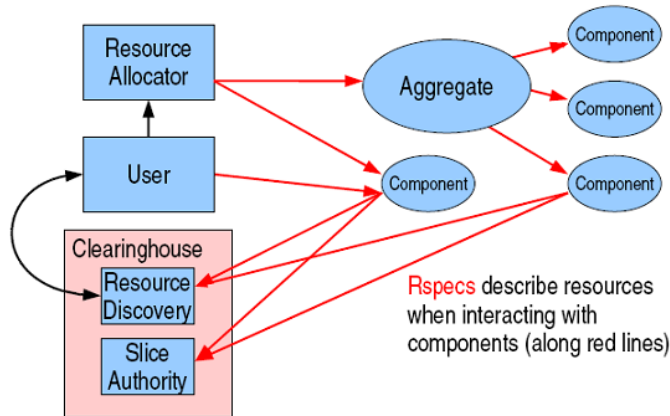 Resource
Allocator
Aggregate
Component
Component
Component
User
Component
Clearinghouse
Resource
Discovery
Slice
Authority
Rspecs describe resources
when interacting with
components (along red lines)